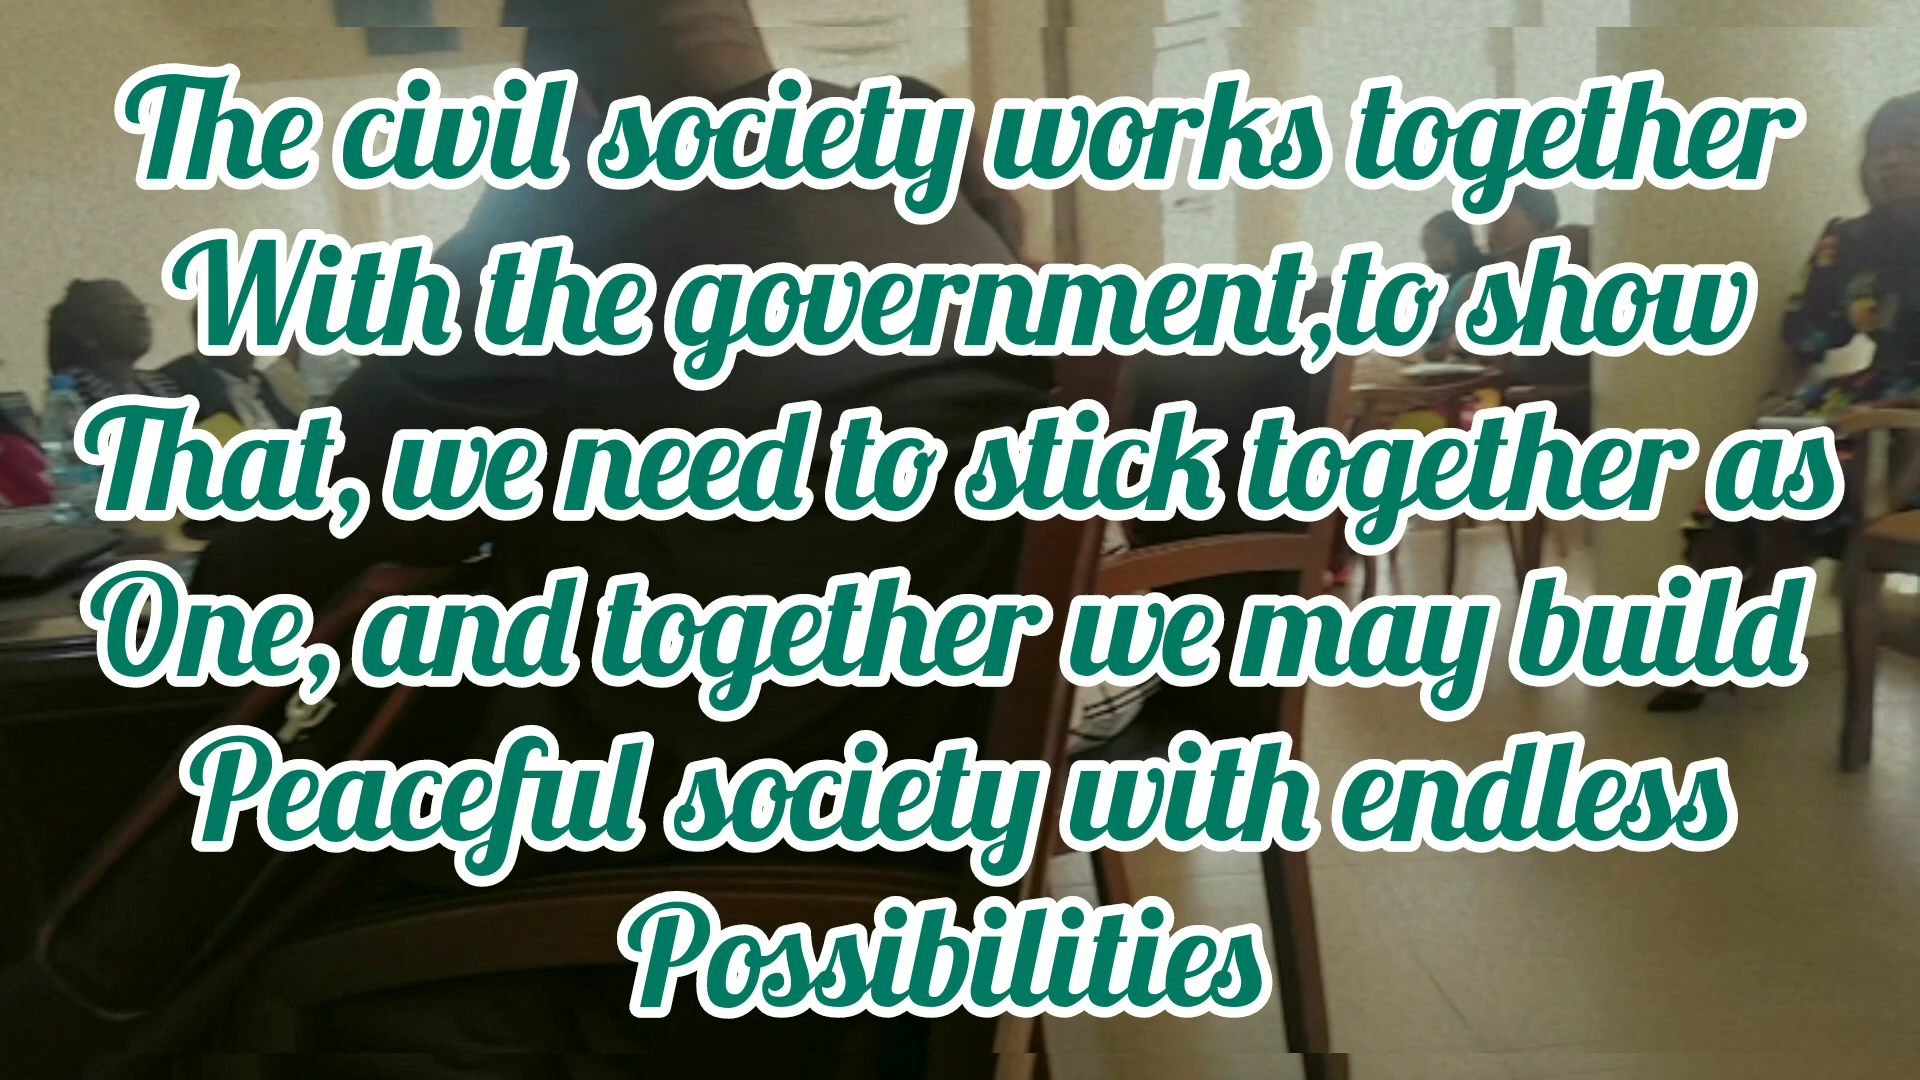 The civil society works together
With the government,to show
That, we need to stick together as
One, and together we may build
Peaceful society with endless
Possibilities